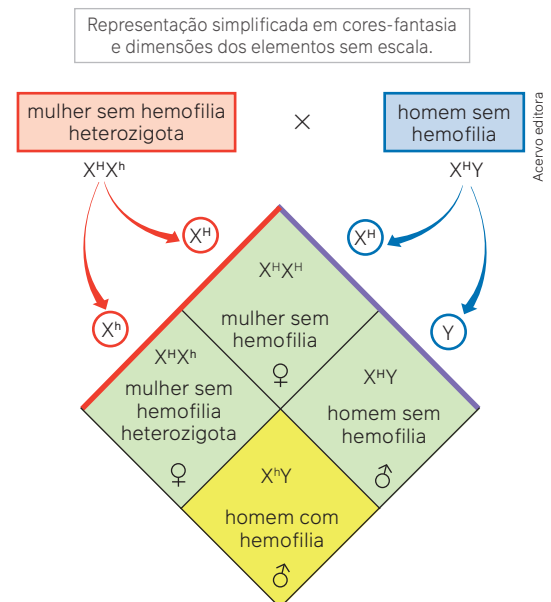 Representação simplificada em cores-fantasia
e dimensões dos elementos sem escala.
mulher sem hemofilia
heterozigota
×
homem sem
hemofilia
Acervo editora
XᴴXʰ
XᴴY
Xᴴ
Xᴴ
Xʰ
Y
XᴴXᴴ
mulher sem
hemofilia
♀
XᴴXʰ
mulher sem
hemofilia
heterozigota
♀
XᴴY
homem sem
hemofilia
♂
XʰY
homem com
hemofilia
♂